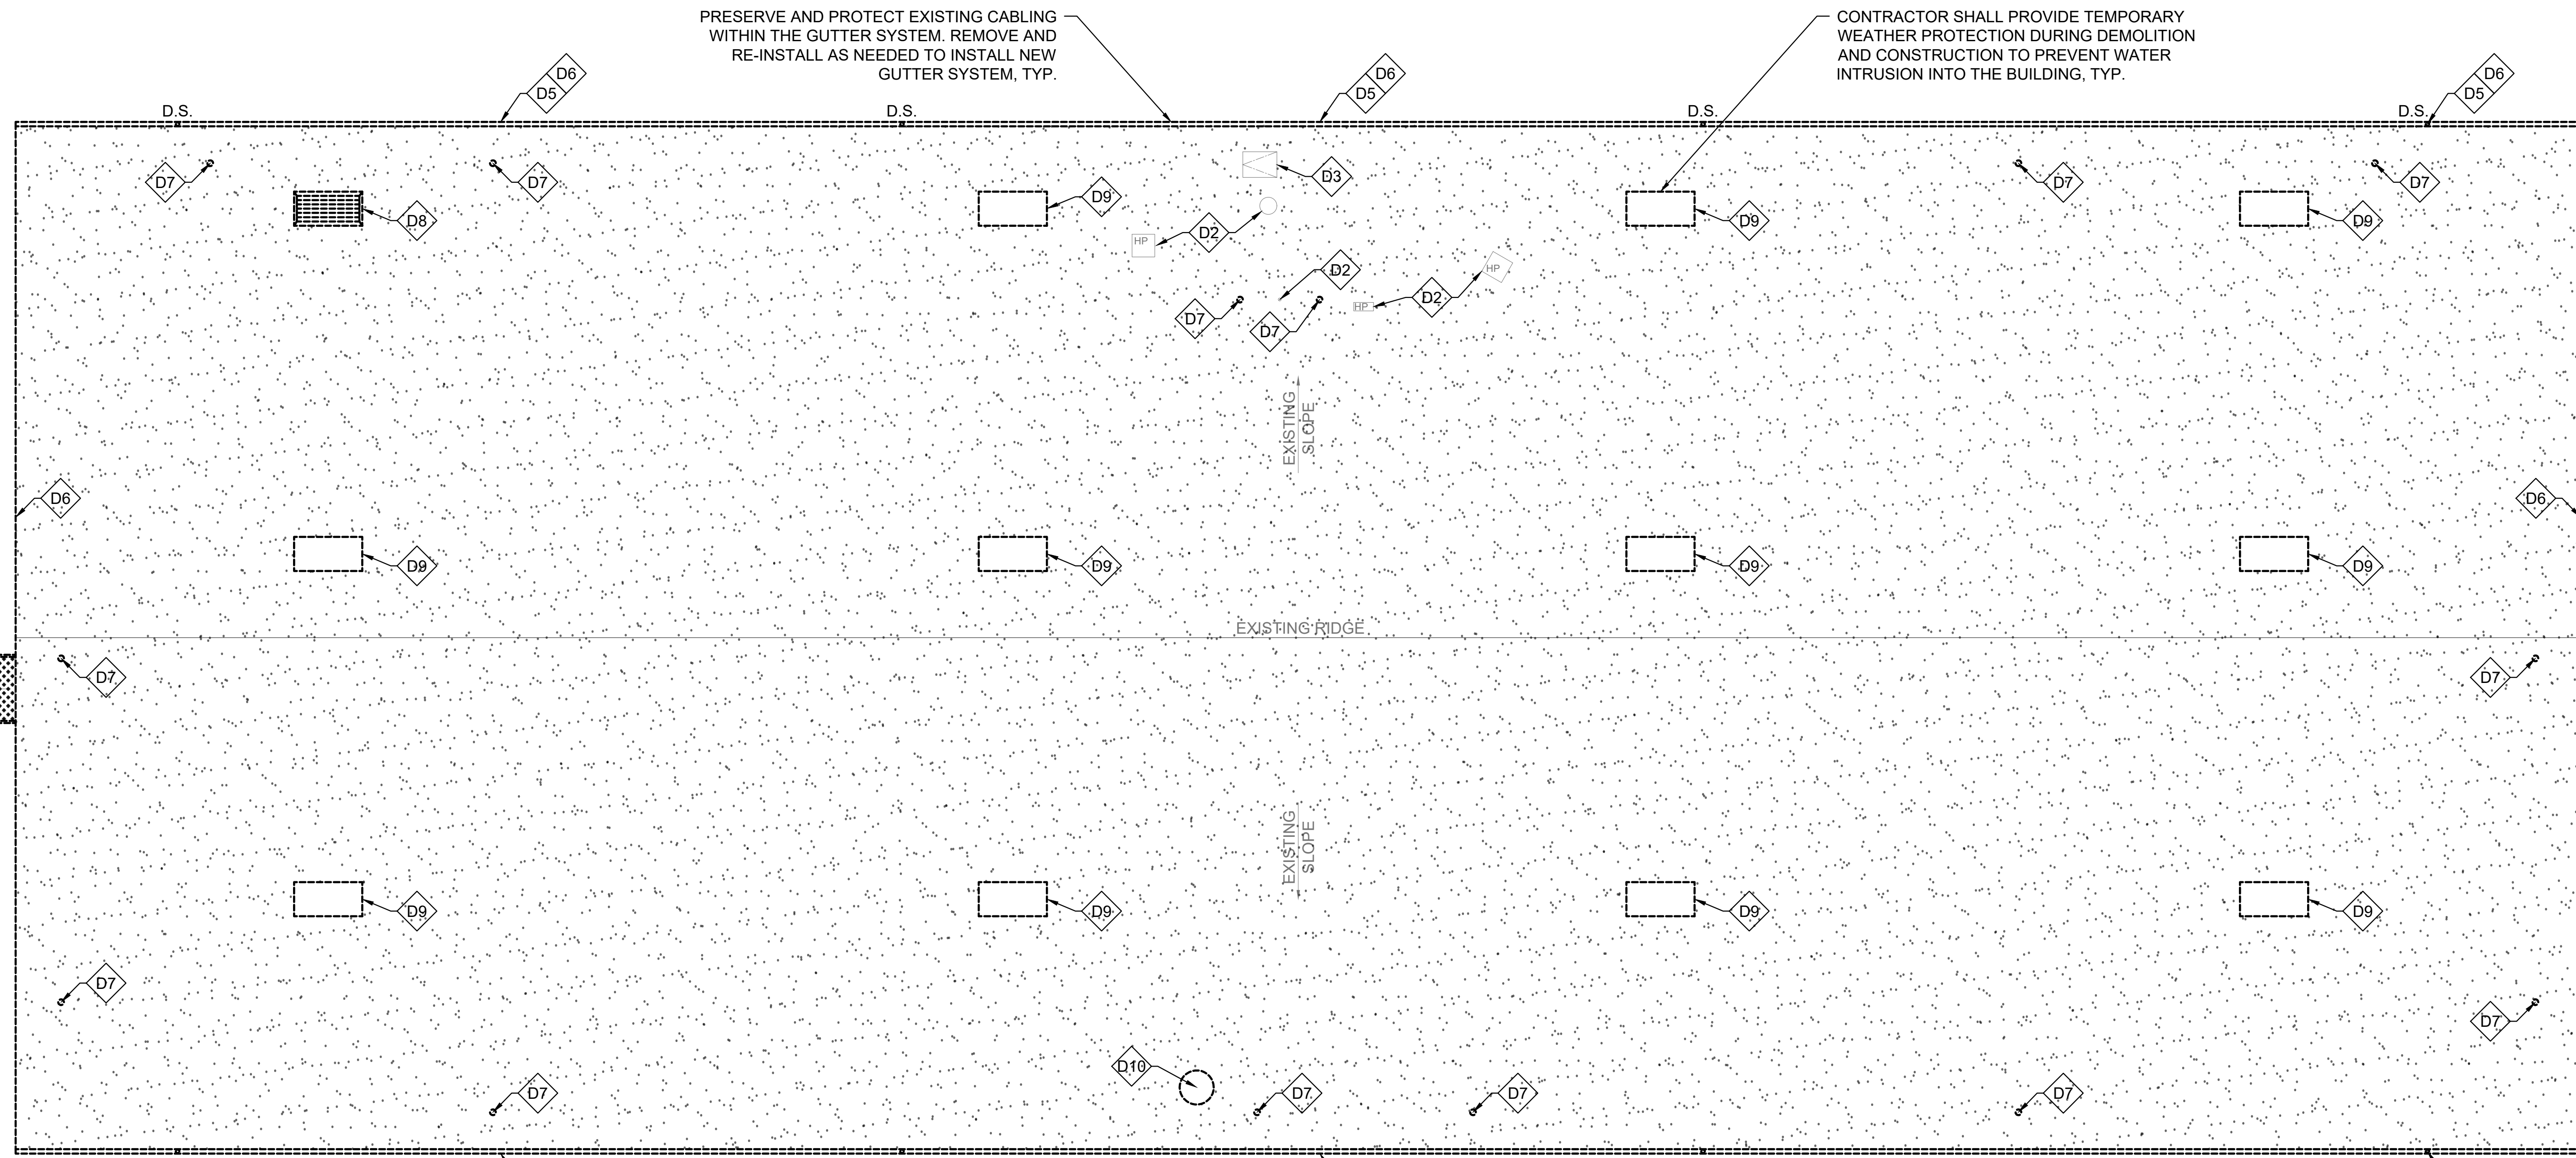 PRESERVE AND PROTECT EXISTING CABLING
WITHIN THE GUTTER SYSTEM. REMOVE AND
RE-INSTALL AS NEEDED TO INSTALL NEW
GUTTER SYSTEM, TYP.
CONTRACTOR SHALL PROVIDE TEMPORARY
WEATHER PROTECTION DURING DEMOLITION
AND CONSTRUCTION TO PREVENT WATER
INTRUSION INTO THE BUILDING, TYP.
D6
D5
D6
D5
D6
D5
D.S.
D.S.
D.S.
D.S.
D7
D7
D3
D7
D7
D8
D9
D9
D9
D2
HP
D2
HP
D2
HP
D7
D7
EXISTING
SLOPE
D6
D6
D9
D9
D9
D9
EXISTING RIDGE
D7
D7
EXISTING
SLOPE
D9
D9
D9
D9
D7
D7
D10
D7
D7
D7
D7